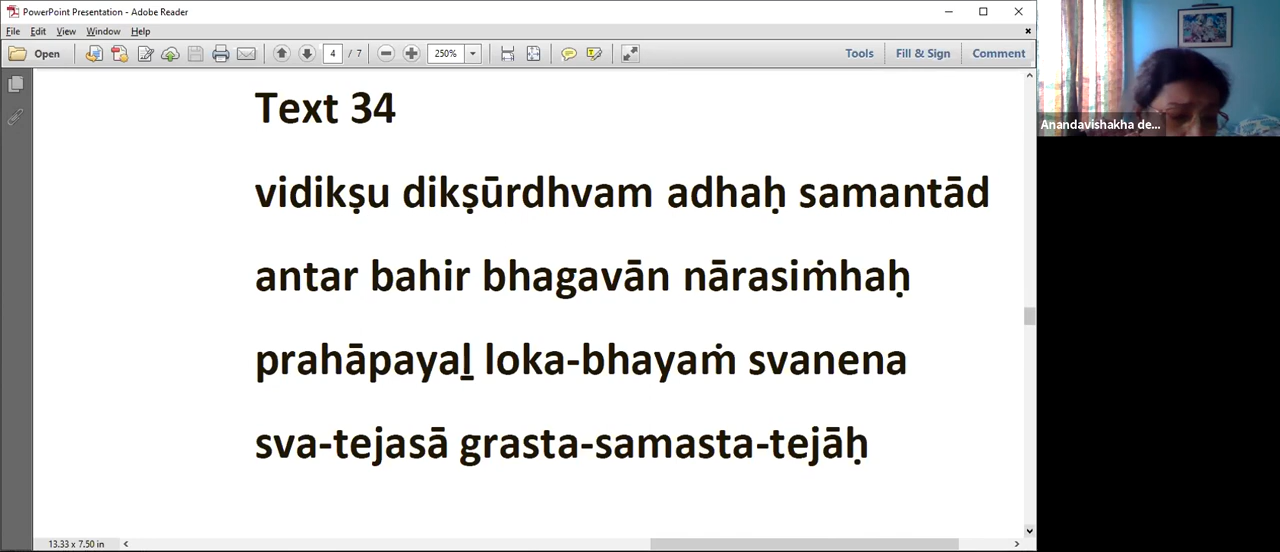 PowerPoint Presentation - Adobe Reader
File Edit View Window Help
Open 4 / 7 250% Tools Fill & Sign Comment
Anandavishakha de...
Text 34
vidikṣu dikṣūrdhvam adhaḥ samantād
antar bahir bhagavān nārasiṁhaḥ
prahāpayaḻ loka-bhayaṁ svanena
sva-tejasā grasta-samasta-tejāḥ
13.33 x 7.50 in